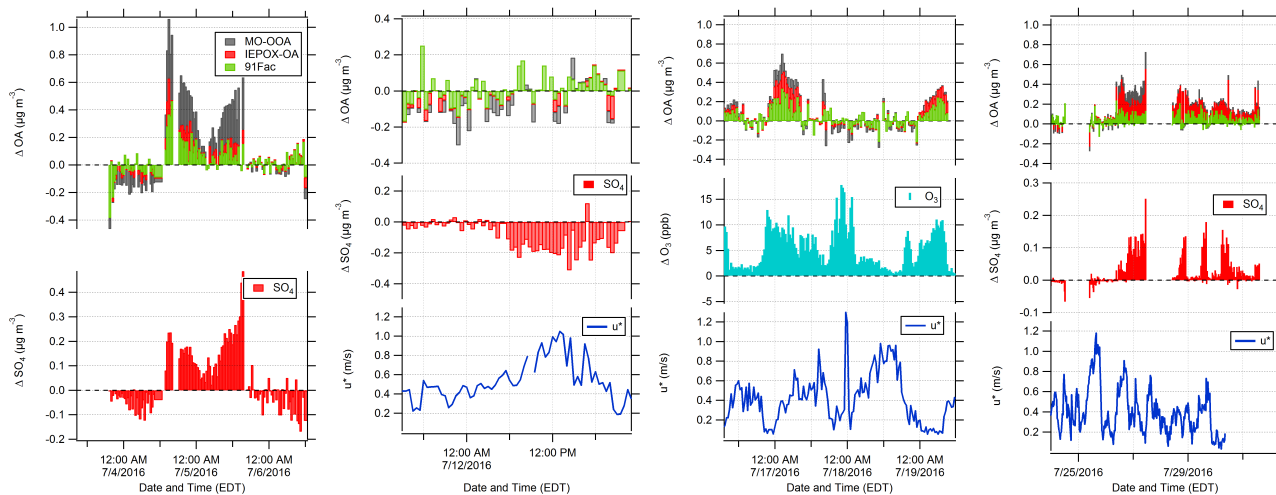 Δ OA (µg m⁻³)
1.0
0.8
0.6
0.4
0.2
0.0
-0.2
-0.4
MO-OOA
IEPOX-OA
91Fac
Δ SO₄ (µg m⁻³)
0.4
0.3
0.2
0.1
0.0
-0.1
-0.2
SO₄
12:00 AM 12:00 AM 12:00 AM
7/4/2016 7/5/2016 7/6/2016
Date and Time (EDT)
Δ OA (µg m⁻³)
0.4
0.2
0.0
-0.2
-0.4
Δ SO₄ (µg m⁻³)
0.2
0.0
-0.2
-0.4
SO₄
u* (m/s)
1.2
1.0
0.8
0.6
0.4
0.2
u*
12:00 AM 12:00 PM
7/12/2016
Date and Time (EDT)
Δ OA (µg m⁻³)
1.0
0.8
0.6
0.4
0.2
0.0
-0.2
-0.4
Δ O₃ (ppb)
15
10
5
0
-5
O₃
u* (m/s)
1.2
1.0
0.8
0.6
0.4
0.2
u*
12:00 AM 12:00 AM 12:00 AM
7/17/2016 7/18/2016 7/19/2016
Date and Time (EDT)
Δ OA (µg m⁻³)
1.0
0.8
0.6
0.4
0.2
0.0
-0.2
-0.4
Δ SO₄ (µg m⁻³)
0.3
0.2
0.1
0.0
-0.1
SO₄
u* (m/s)
1.2
1.0
0.8
0.6
0.4
0.2
u*
7/25/2016 7/29/2016
Date and Time (EDT)